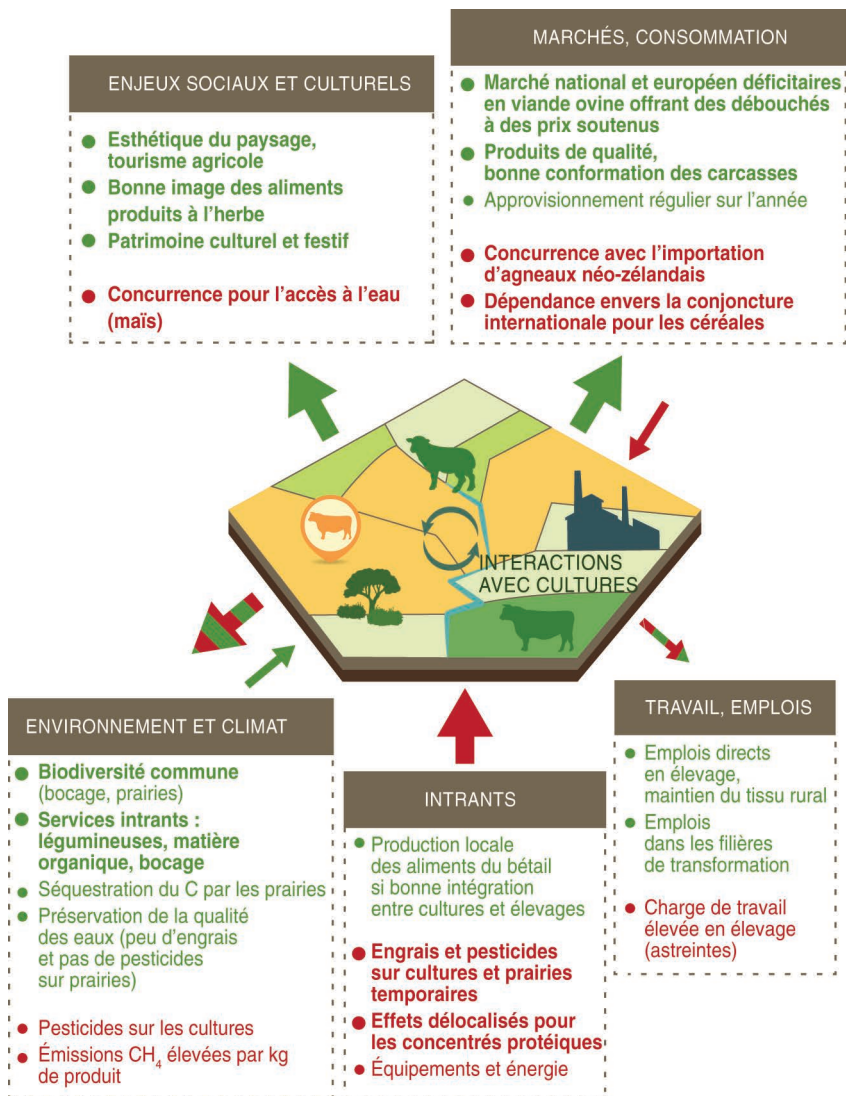 ENJEUX SOCIAUX ET CULTURELS
Esthétique du paysage,
tourisme agricole
Bonne image des aliments
produits à l’herbe
Patrimoine culturel et festif
Concurrence pour l’accès à l’eau
(maïs)
MARCHÉS, CONSOMMATION
Marché national et européen déficitaires
en viande ovine offrant des débouchés
à des prix soutenus
Produits de qualité,
bonne conformation des carcasses
Approvisionnement régulier sur l’année
Concurrence avec l’importation
d’agneaux néo-zélandais
Dépendance envers la conjoncture
internationale pour les céréales
INTERACTIONS
AVEC CULTURES
ENVIRONNEMENT ET CLIMAT
Biodiversité commune
(bocage, prairies)
Services intrants :
légumineuses, matière
organique, bocage
Séquestration du C par les prairies
Préservation de la qualité
des eaux (peu d’engrais
et pas de pesticides
sur prairies)
Pesticides sur les cultures
Émissions CH₄ élevées par kg
de produit
INTRANTS
Production locale
des aliments du bétail
si bonne intégration
entre cultures et élevages
Engrais et pesticides
sur cultures et prairies
temporaires
Effets délocalisés pour
les concentrés protéiques
Équipements et énergie
TRAVAIL, EMPLOIS
Emplois directs
en élevage,
maintien du tissu rural
Emplois
dans les filières
de transformation
Charge de travail
élevée en élevage
(astreintes)